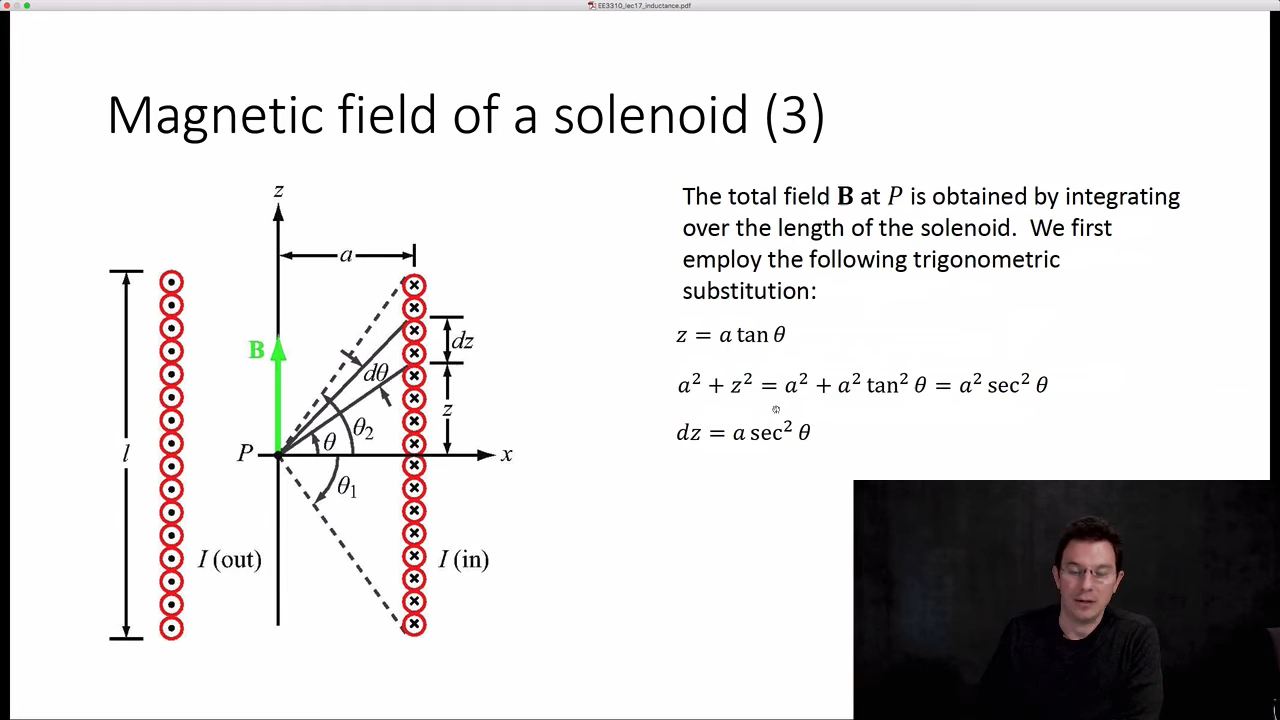 EE3310_lec17_inductance.pdf
Magnetic field of a solenoid (3)
z
a
B
dz
dθ
z
θ₂
θ
P
x
l
θ₁
I (out)
I (in)
The total field B at P is obtained by integrating
over the length of the solenoid. We first
employ the following trigonometric
substitution:
z = a tan θ
a² + z² = a² + a² tan² θ = a² sec² θ
dz = a sec² θ